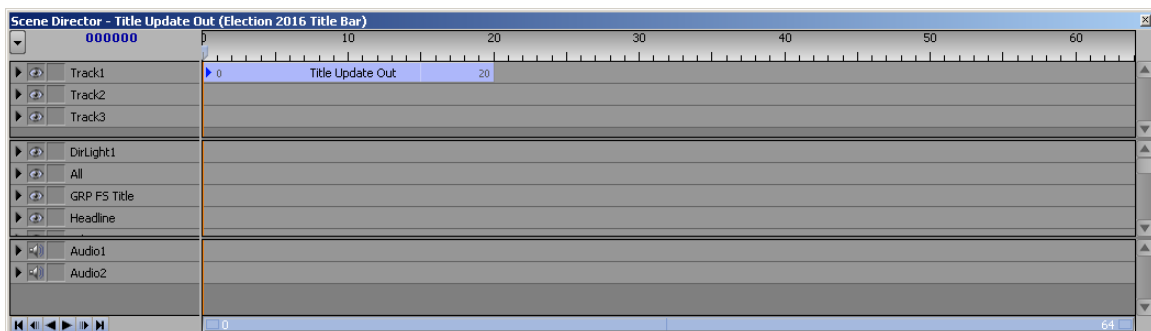 Scene Director - Title Update Out (Election 2016 Title Bar)
000000
0 10 20 30 40 50 60
Track1
0 Title Update Out 20
Track2
Track3
DirLight1
All
GRP FS Title
Headline
Audio1
Audio2
0 64